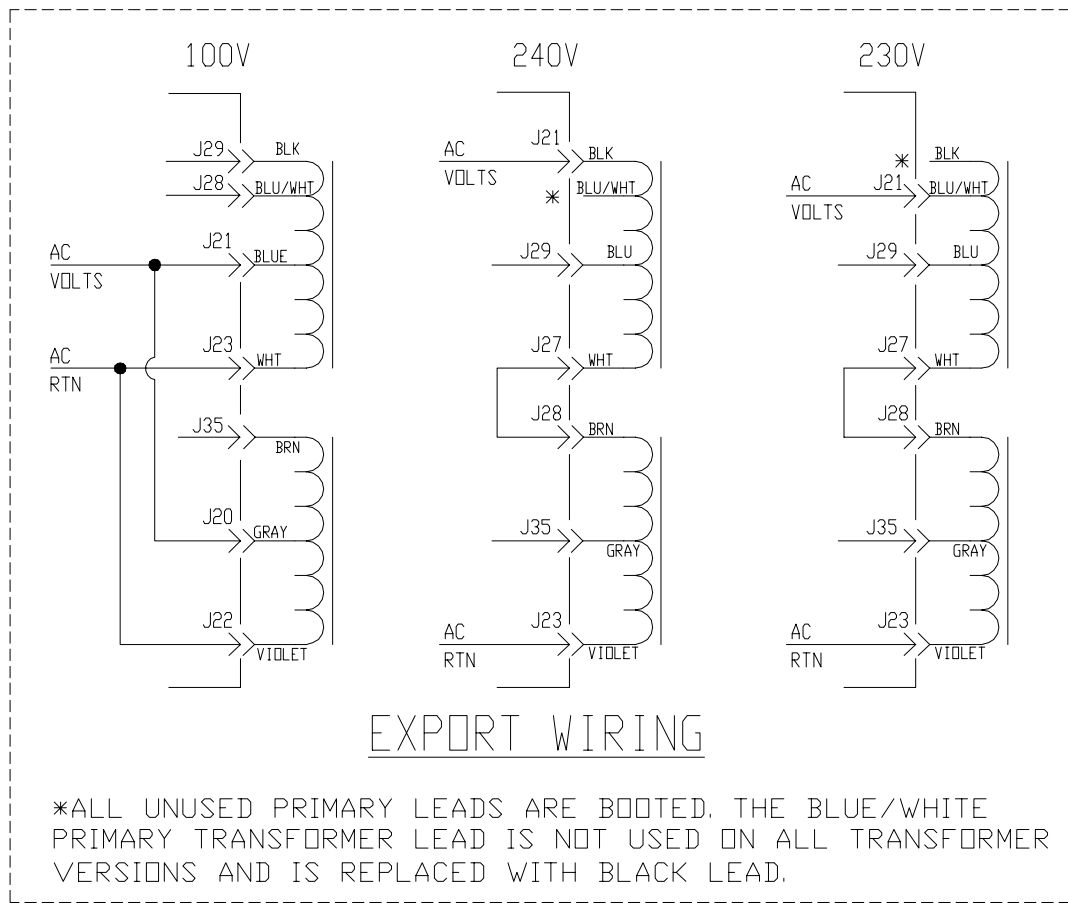 100V
240V
230V
J29
BLK
J28
BLU/WHT
AC
VOLTS
J21
BLUE
AC
RTN
J23
WHT
J35
BRN
J20
GRAY
J22
VIOLET
J21
AC
VOLTS
BLK
*
BLU/WHT
J29
BLU
J27
WHT
J28
BRN
J35
GRAY
AC
RTN
J23
VIOLET
*
BLK
AC
VOLTS
J21
BLU/WHT
J29
BLU
J27
WHT
J28
BRN
J35
GRAY
AC
RTN
J23
VIOLET
EXPORT WIRING
*ALL UNUSED PRIMARY LEADS ARE BOOTED. THE BLUE/WHITE
PRIMARY TRANSFORMER LEAD IS NOT USED ON ALL TRANSFORMER
VERSIONS AND IS REPLACED WITH BLACK LEAD.